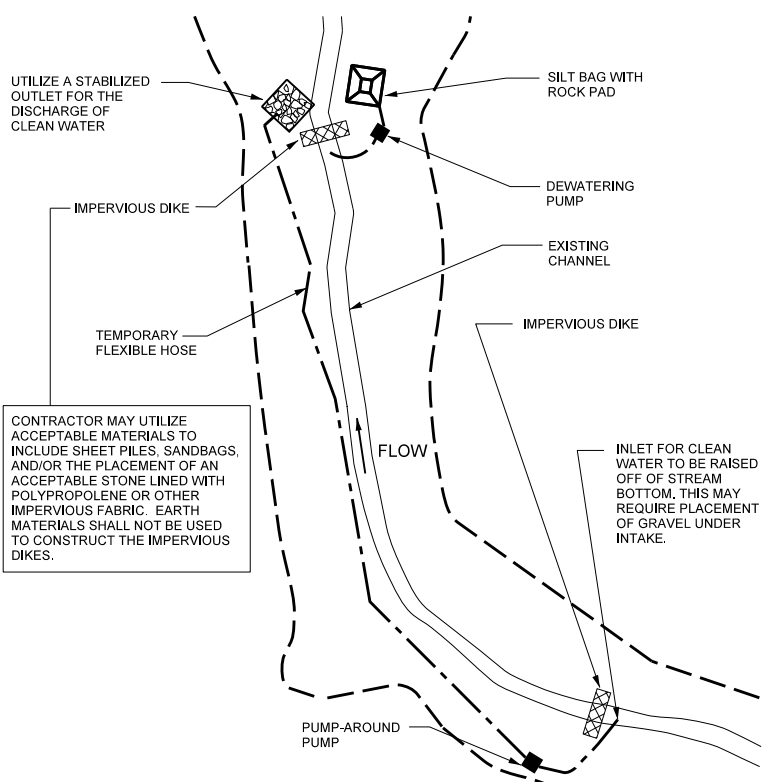 UTILIZE A STABILIZED
OUTLET FOR THE
DISCHARGE OF
CLEAN WATER
SILT BAG WITH
ROCK PAD
IMPERVIOUS DIKE
DEWATERING
PUMP
EXISTING
CHANNEL
TEMPORARY
FLEXIBLE HOSE
IMPERVIOUS DIKE
CONTRACTOR MAY UTILIZE
ACCEPTABLE MATERIALS TO
INCLUDE SHEET PILES, SANDBAGS,
AND/OR THE PLACEMENT OF AN
ACCEPTABLE STONE LINED WITH
POLYPROPOLENE OR OTHER
IMPERVIOUS FABRIC.  EARTH
MATERIALS SHALL NOT BE USED
TO CONSTRUCT THE IMPERVIOUS
DIKES.
FLOW
INLET FOR CLEAN
WATER TO BE RAISED
OFF OF STREAM
BOTTOM. THIS MAY
REQUIRE PLACEMENT
OF GRAVEL UNDER
INTAKE.
PUMP-AROUND
PUMP